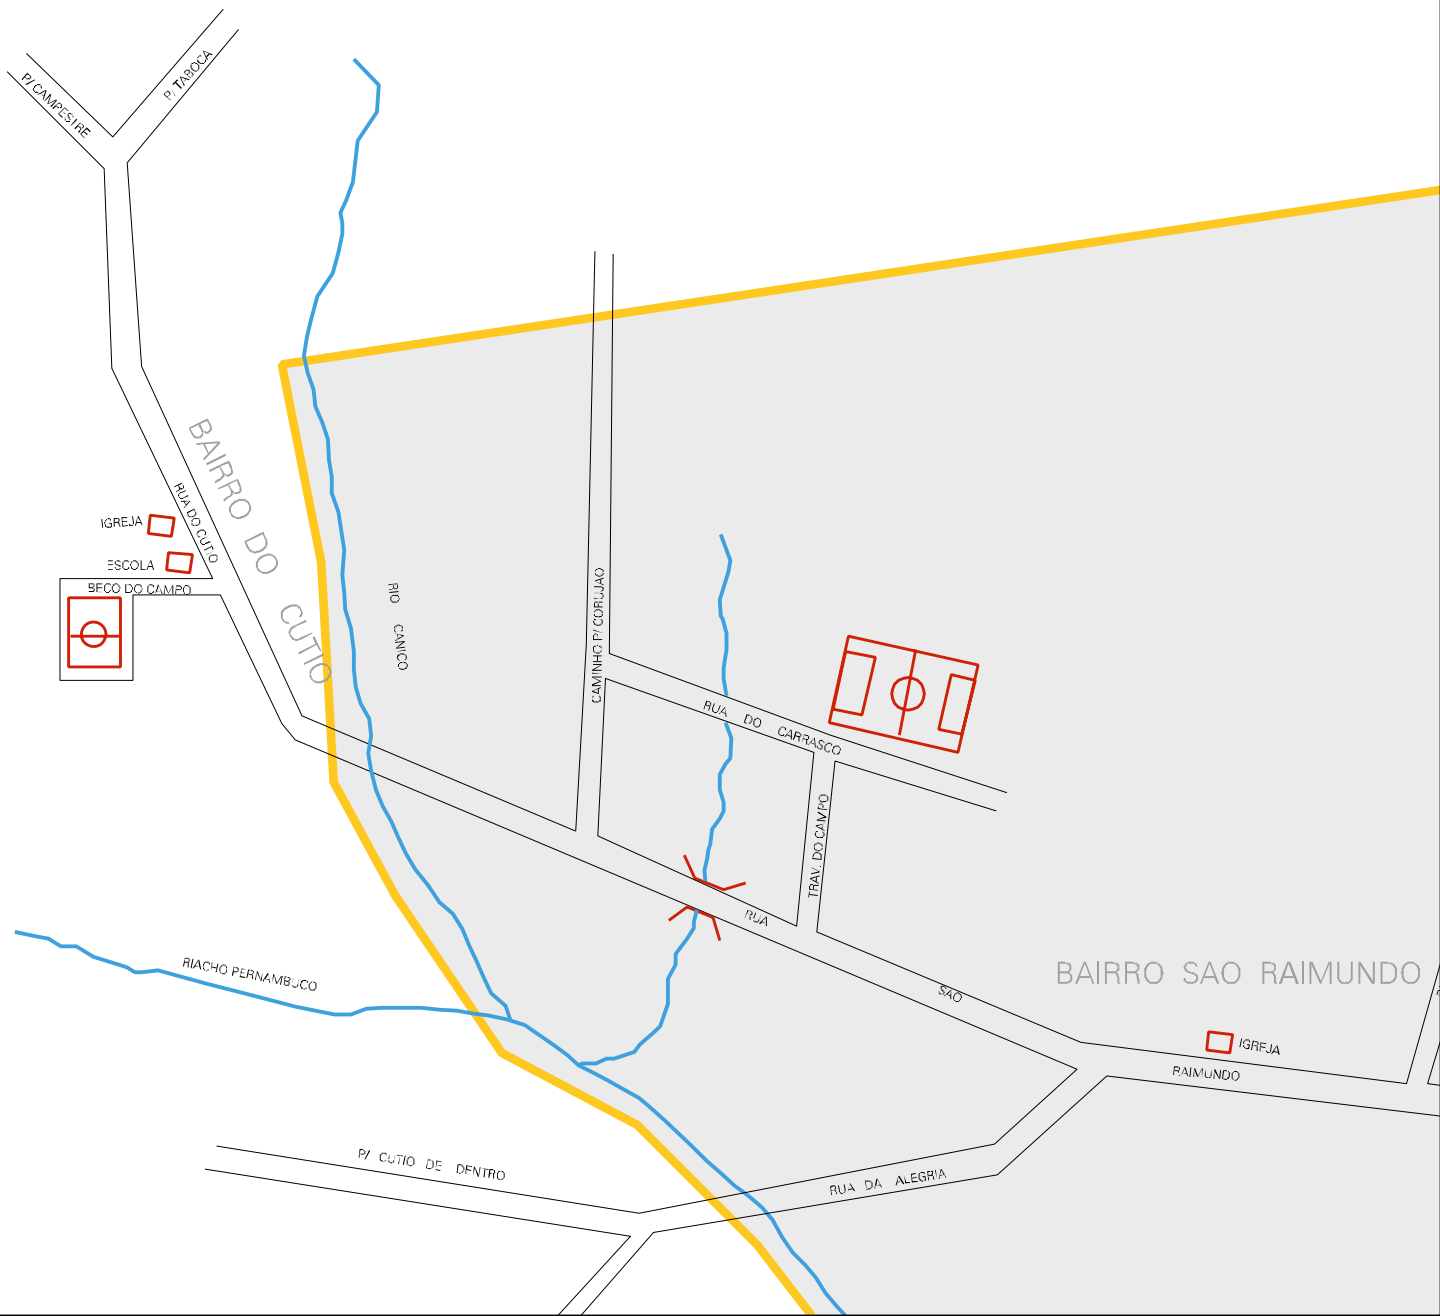 P/ TABOCA
P/ CAMPESTRE
BAIRRO DO CUTIO
RUA DO CUTIO
IGREJA
ESCOLA
BECO DO CAMPO
RIO CANICO
CAMINHO P/ CORUJAO
RUA DO CARRASCO
TRAV. DO CAMPO
RUA SAO RAIMUNDO
BAIRRO SAO RAIMUNDO
RIACHO PERNAMBUCO
IGREJA
P/ CUTIO DE DENTRO
RUA DA ALEGRIA